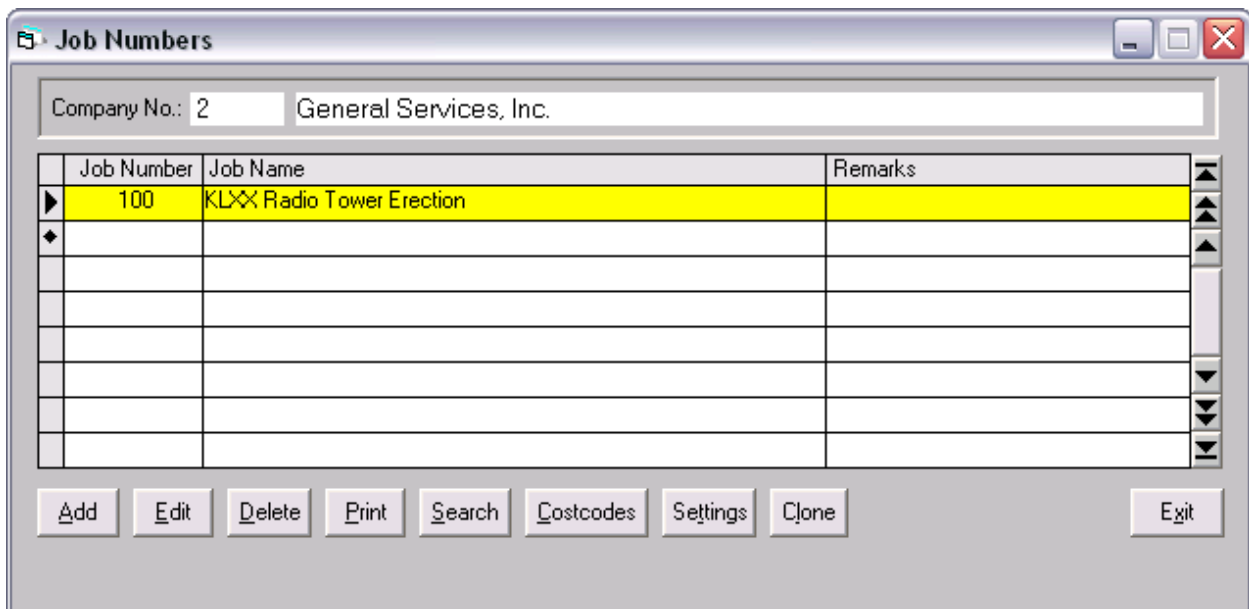 Job Numbers
Company No.: 2 General Services, Inc.
Job Number Job Name Remarks
100 KLXX Radio Tower Erection
Add Edit Delete Print Search Costcodes Settings Clone Exit